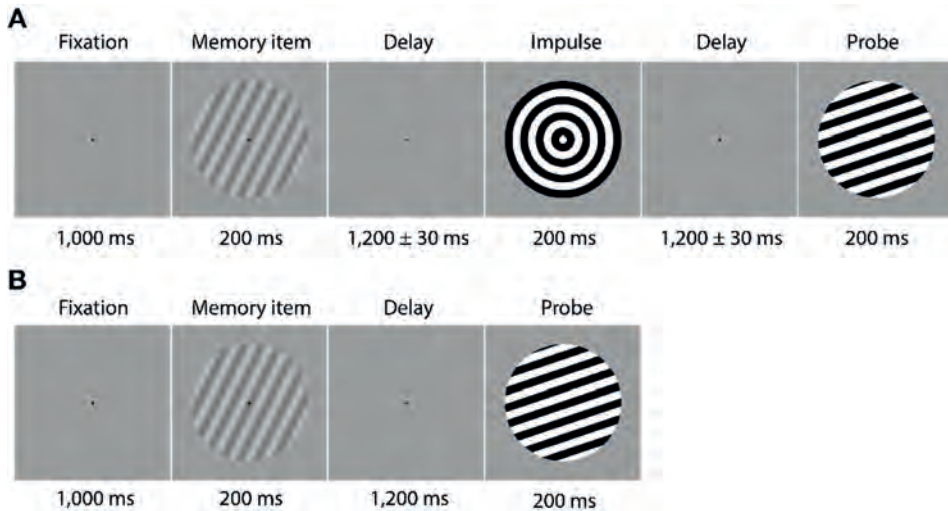 A
Fixation Memory item Delay Impulse Delay Probe
1,000 ms 200 ms 1,200 ± 30 ms 200 ms 1,200 ± 30 ms 200 ms
B
Fixation Memory item Delay Probe
1,000 ms 200 ms 1,200 ms 200 ms